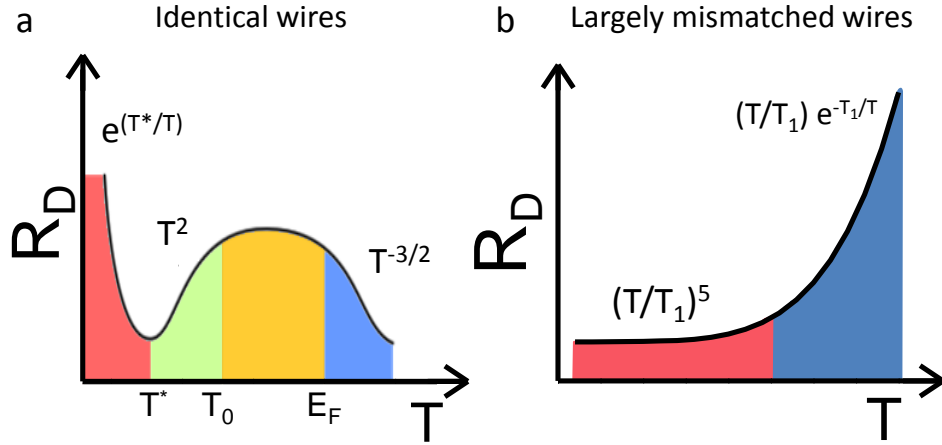 a Identical wires
R_D
e^(T*/T)
T^2
T^-3/2
T* T_0 E_F T
b Largely mismatched wires
R_D
(T/T_1) e^-T_1/T
(T/T_1)^5
T